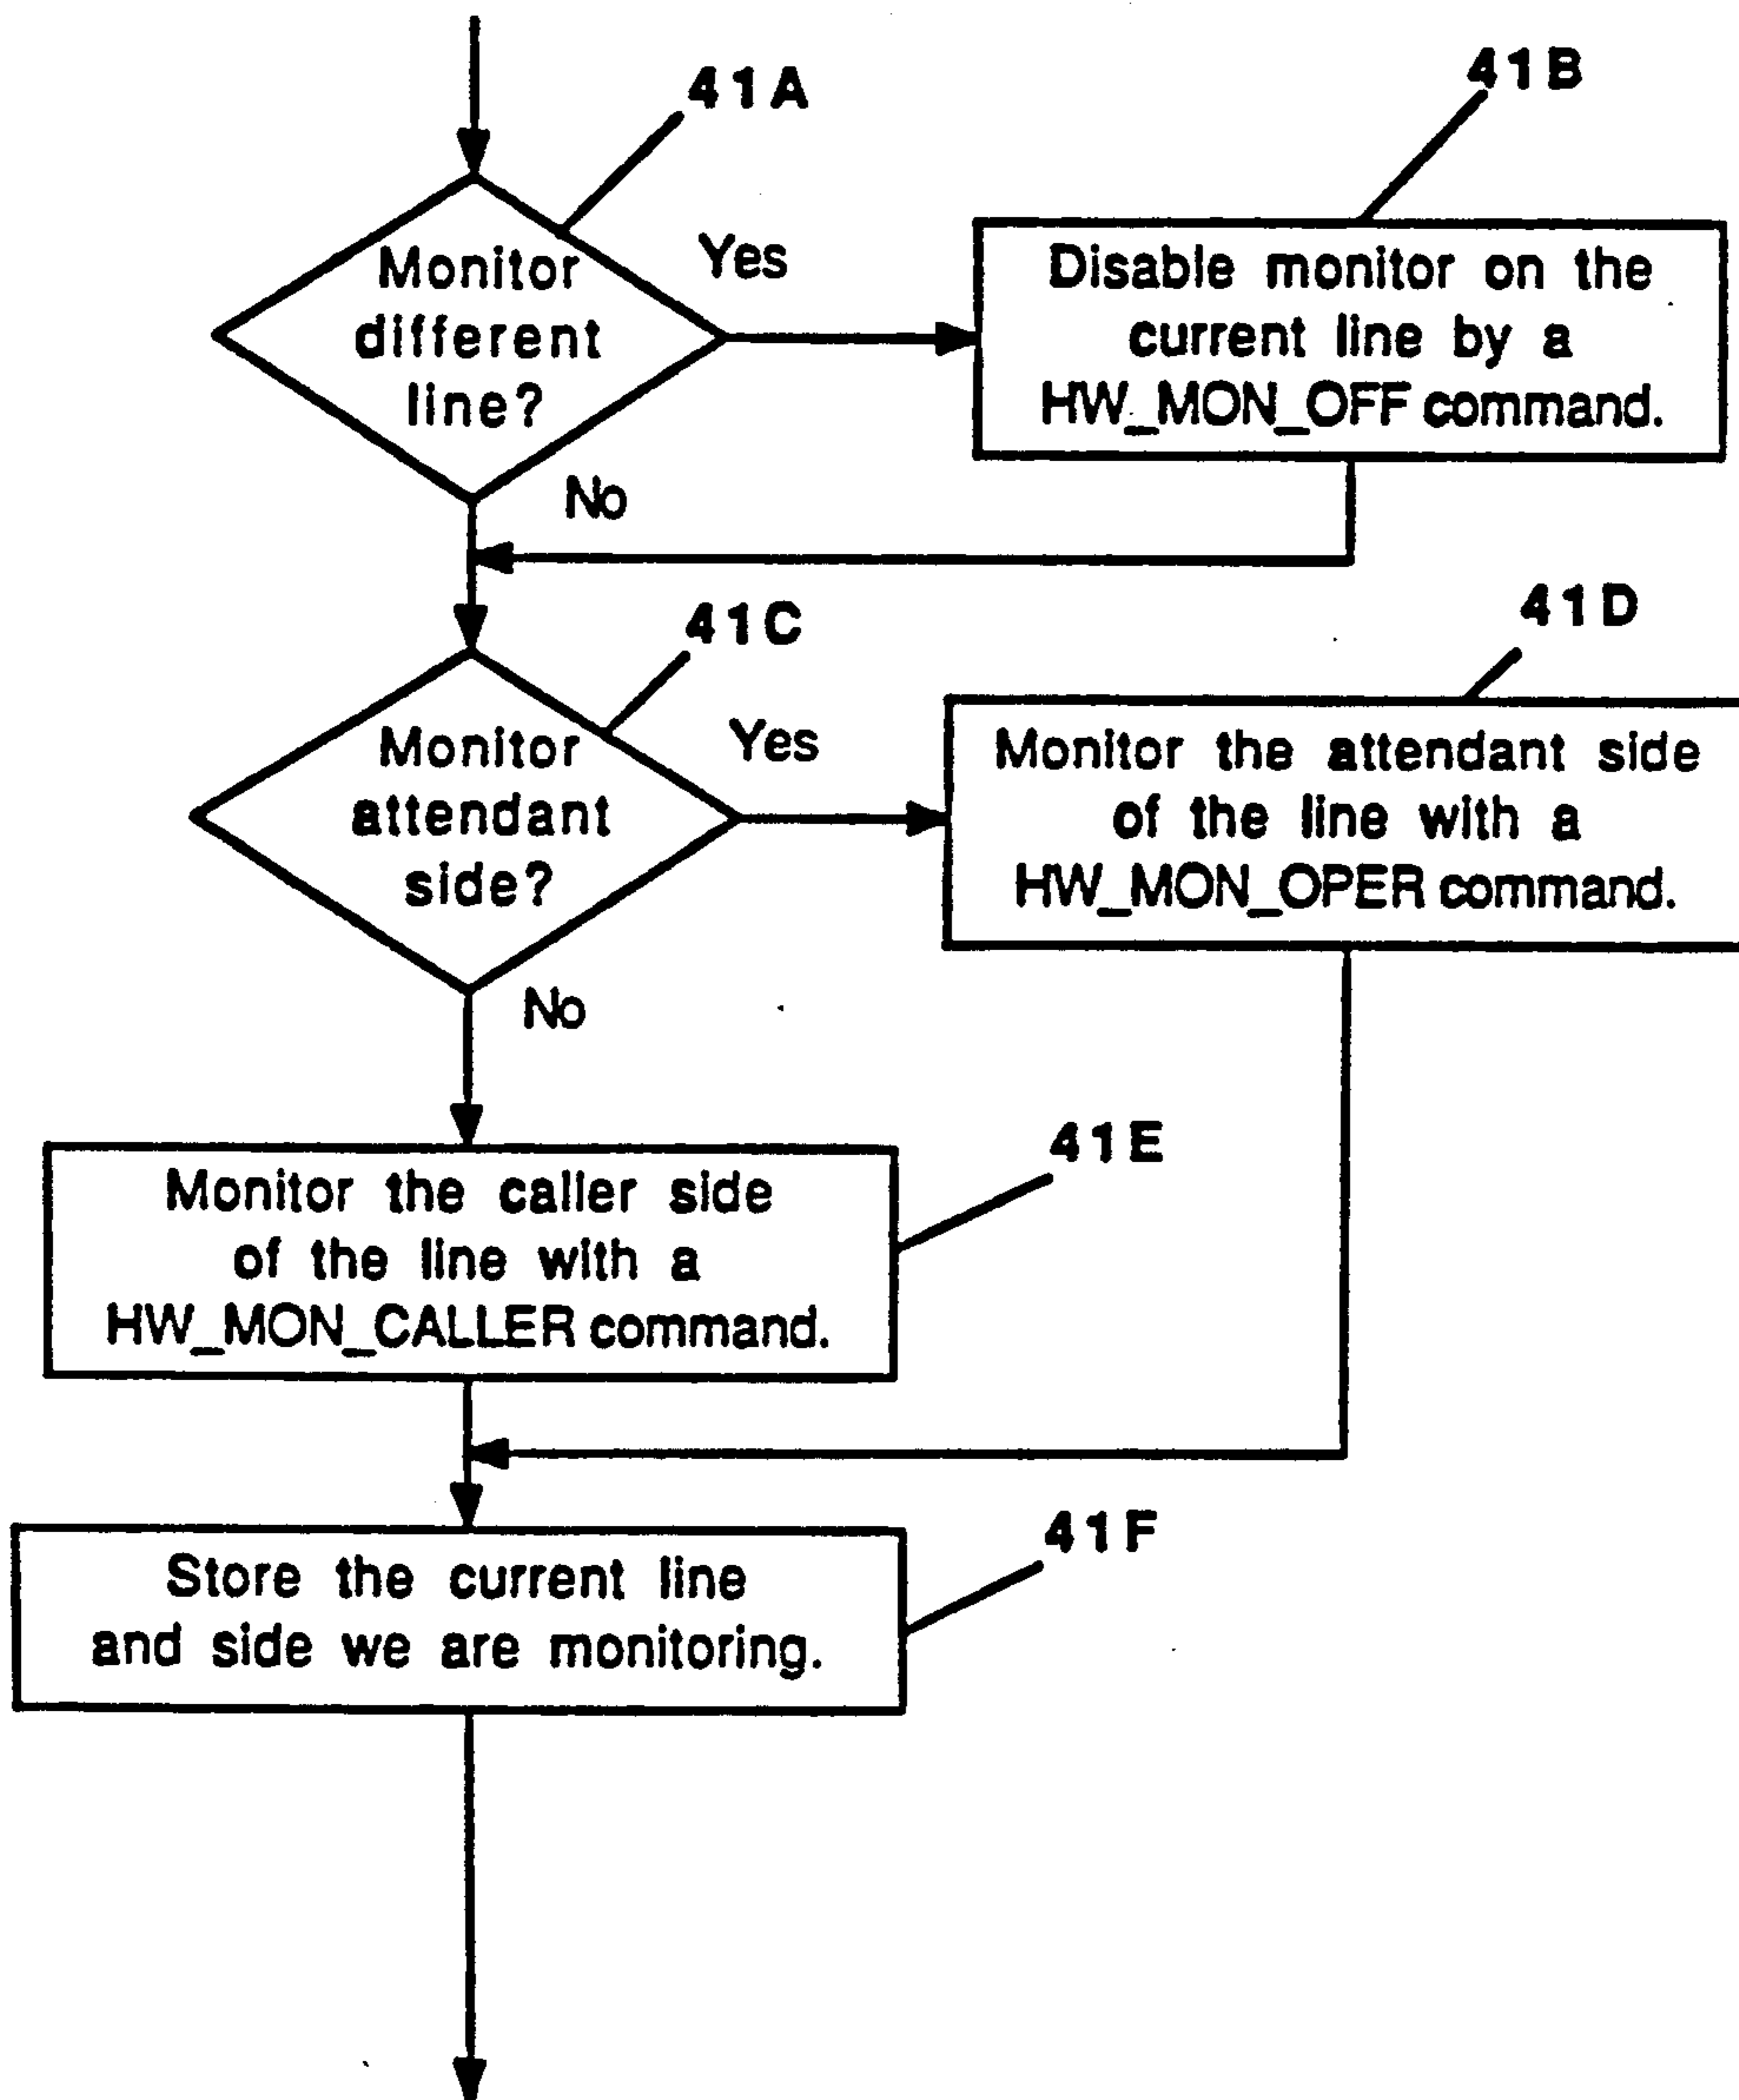 41A
41B
Monitor
different
line?
Yes
Disable monitor on the
current line by a
HW_MON_OFF command.
No
41C
41D
Monitor
attendant
side?
Yes
Monitor the attendant side
of the line with a
HW_MON_OPER command.
No
41E
Monitor the caller side
of the line with a
HW_MON_CALLER command.
41F
Store the current line
and side we are monitoring.